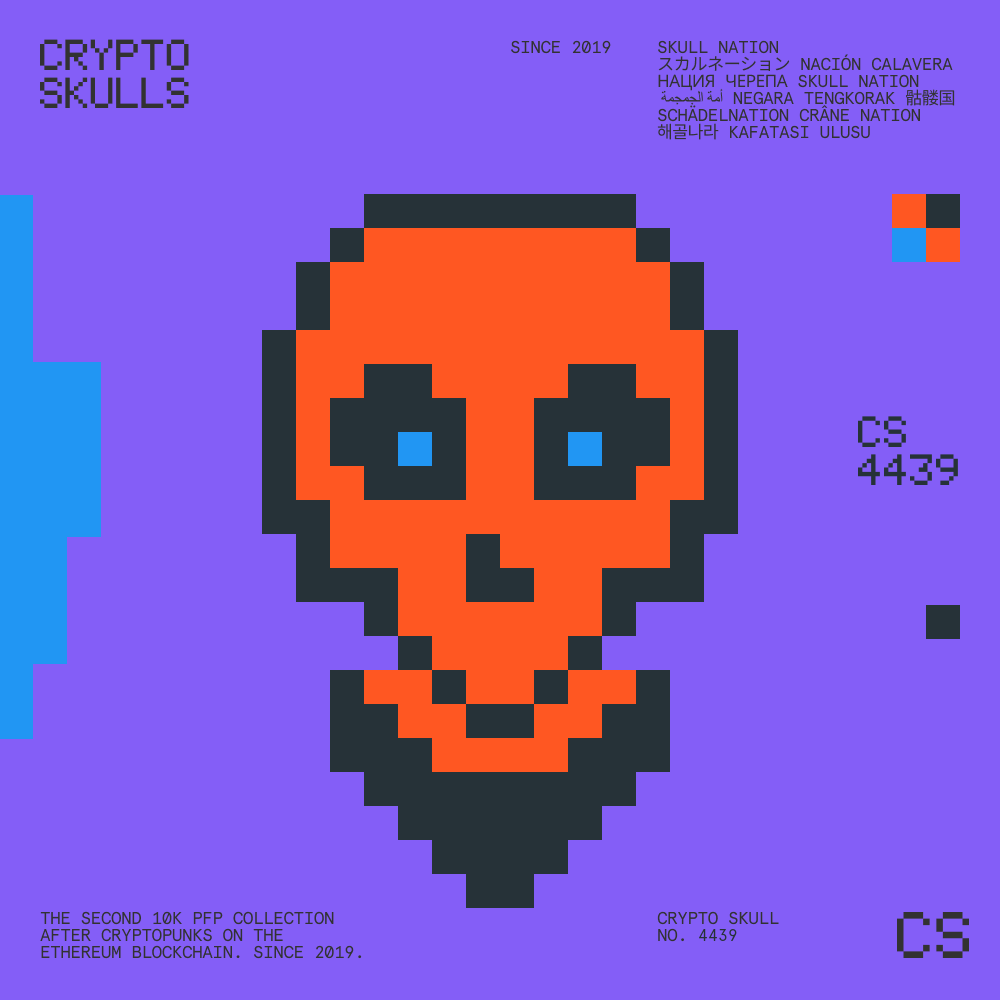 CRYPTO
SKULLS
SINCE 2019
SKULL NATION
スカルネーション NACIÓN CALAVERA
НАЦИЯ ЧЕРЕПА SKULL NATION
أمة الجمجمة NEGARA TENGKORAK 骷髅国
SCHÄDELNATION CRÂNE NATION
해골나라 KAFATASI ULUSU
CS
4439
THE SECOND 10K PFP COLLECTION
AFTER CRYPTOPUNKS ON THE
ETHEREUM BLOCKCHAIN. SINCE 2019.
CRYPTO SKULL
NO. 4439
CS